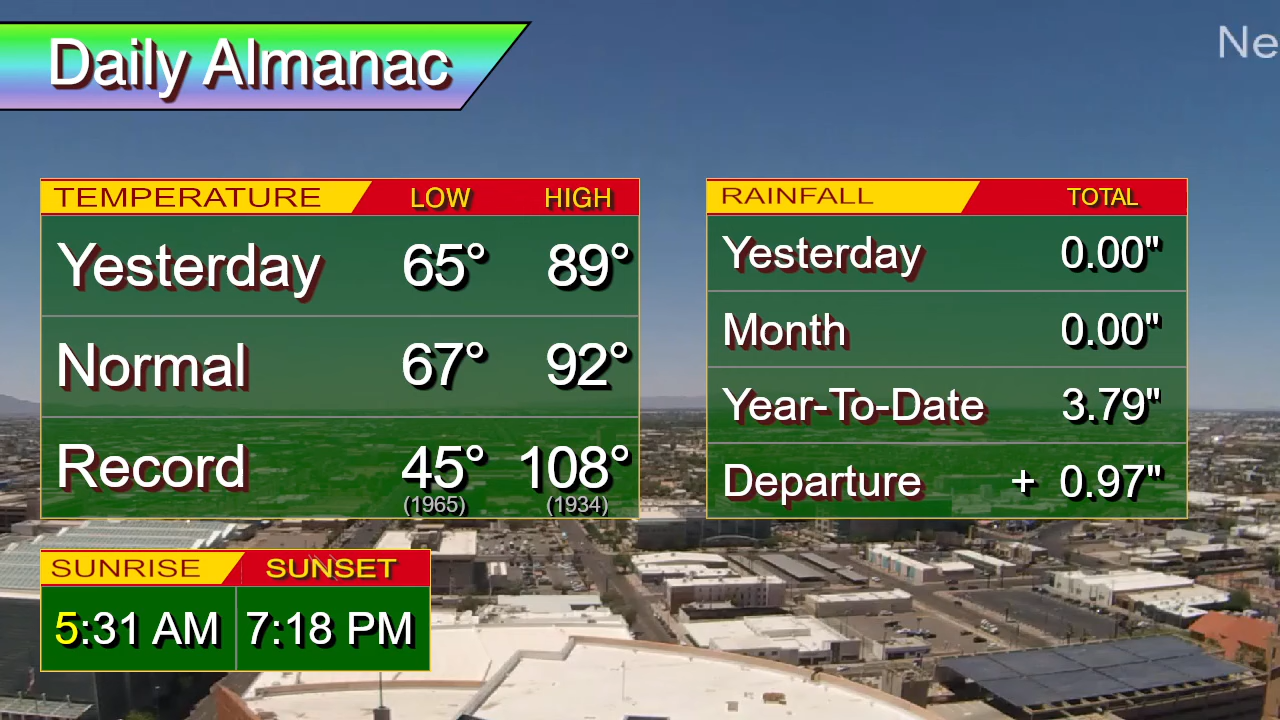 Daily Almanac
Ne
TEMPERATURE LOW HIGH
Yesterday 65° 89°
Normal 67° 92°
Record 45° 108°
(1965) (1934)
RAINFALL TOTAL
Yesterday 0.00"
Month 0.00"
Year-To-Date 3.79"
Departure + 0.97"
SUNRISE SUNSET
5:31 AM 7:18 PM